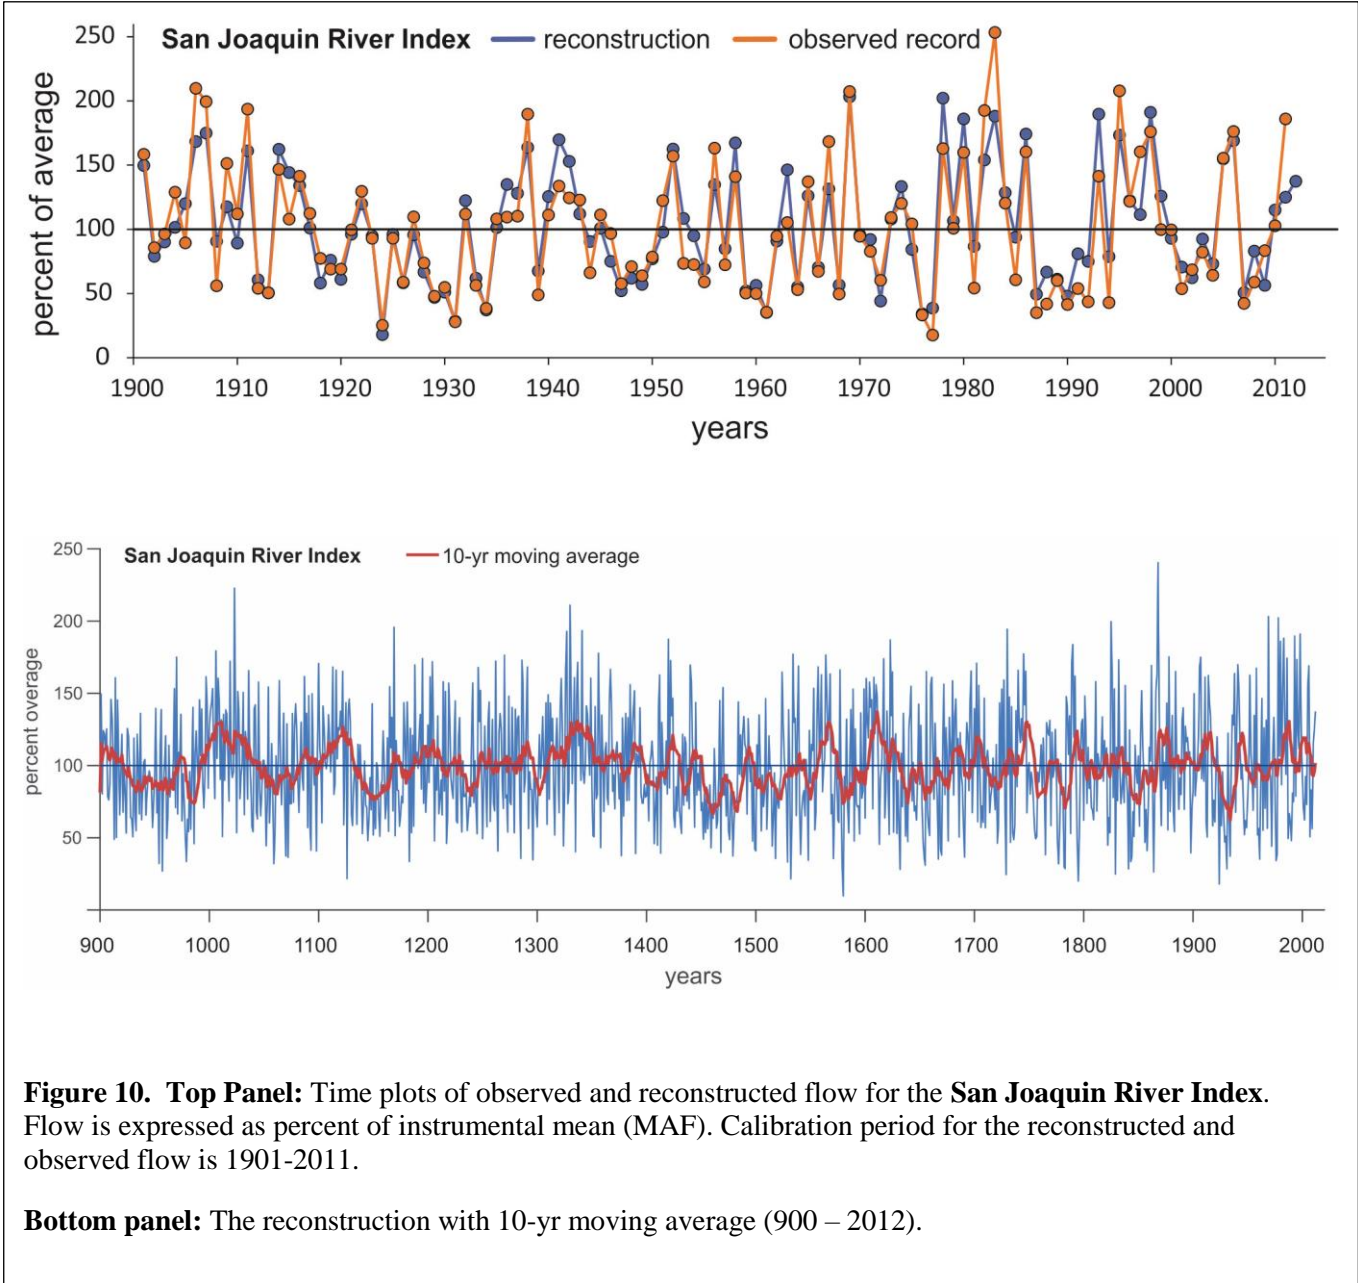 San Joaquin River Index reconstruction observed record
250
200
150
100
50
0
percent of average
1900 1910 1920 1930 1940 1950 1960 1970 1980 1990 2000 2010
years
San Joaquin River Index 10-yr moving average
250
200
150
100
50
percent overage
900 1000 1100 1200 1300 1400 1500 1600 1700 1800 1900 2000
years
Figure 10. Top Panel: Time plots of observed and reconstructed flow for the San Joaquin River Index.
Flow is expressed as percent of instrumental mean (MAF). Calibration period for the reconstructed and
observed flow is 1901-2011.
Bottom panel: The reconstruction with 10-yr moving average (900 – 2012).